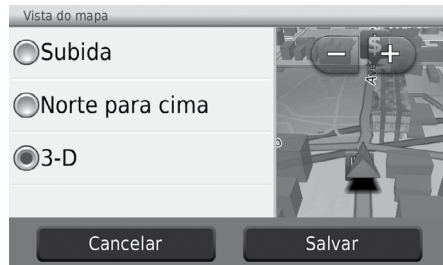 Vista do mapa
Subida
Norte para cima
3-D
Cancelar
Salvar